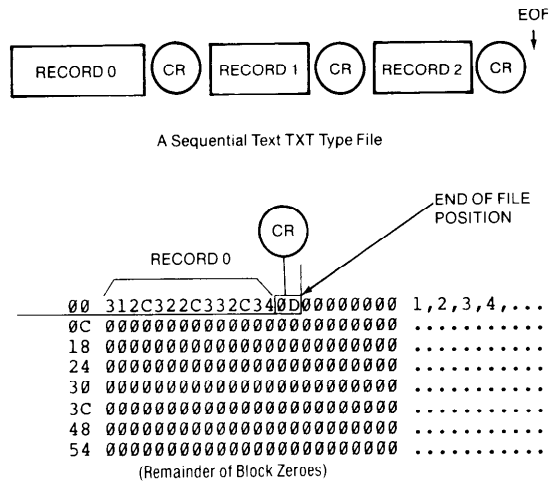 EOF
RECORD 0 CR RECORD 1 CR RECORD 2 CR
A Sequential Text TXT Type File
END OF FILE
POSITION
CR
RECORD 0
00 312C322C332C340D00000000 1,2,3,4,...
0C 000000000000000000000000 ............
18 000000000000000000000000 ............
24 000000000000000000000000 ............
30 000000000000000000000000 ............
3C 000000000000000000000000 ............
48 000000000000000000000000 ............
54 000000000000000000000000 ............
(Remainder of Block Zeroes)